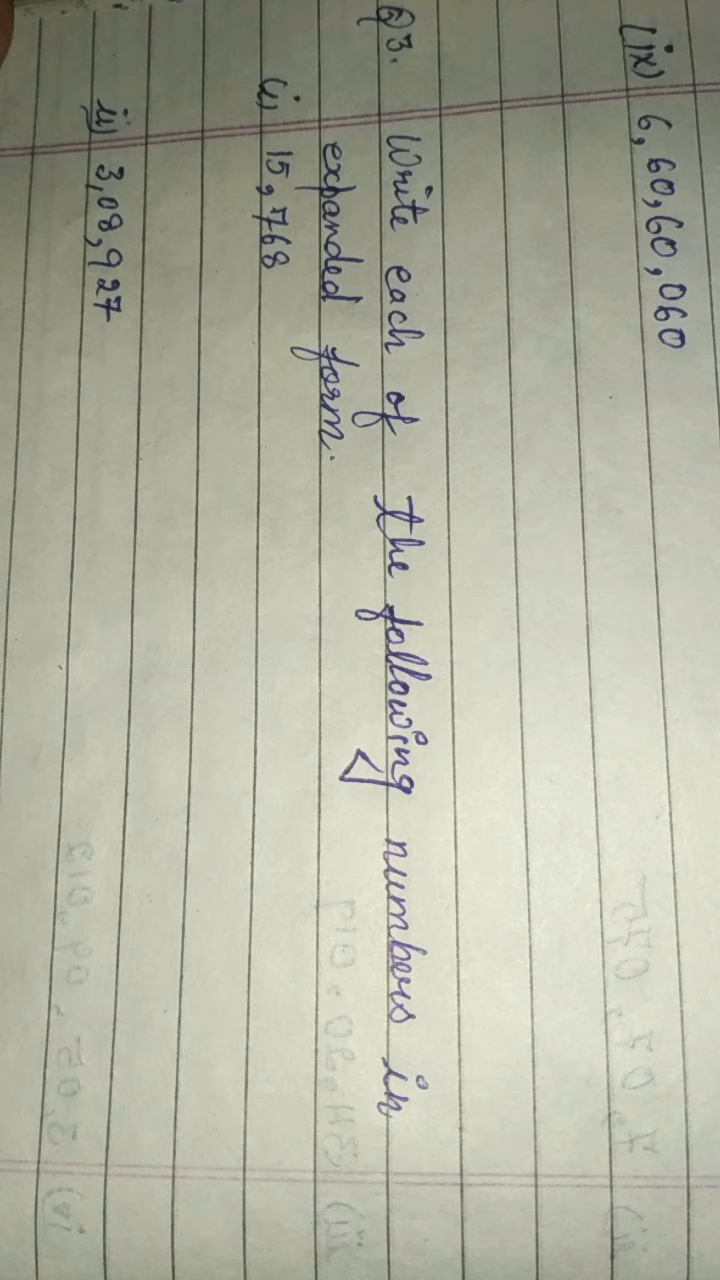 (ix) 6,60,60,060
Q3. Write each of the following numbers in
expanded form.
(i) 15,768
ii) 3,08,927